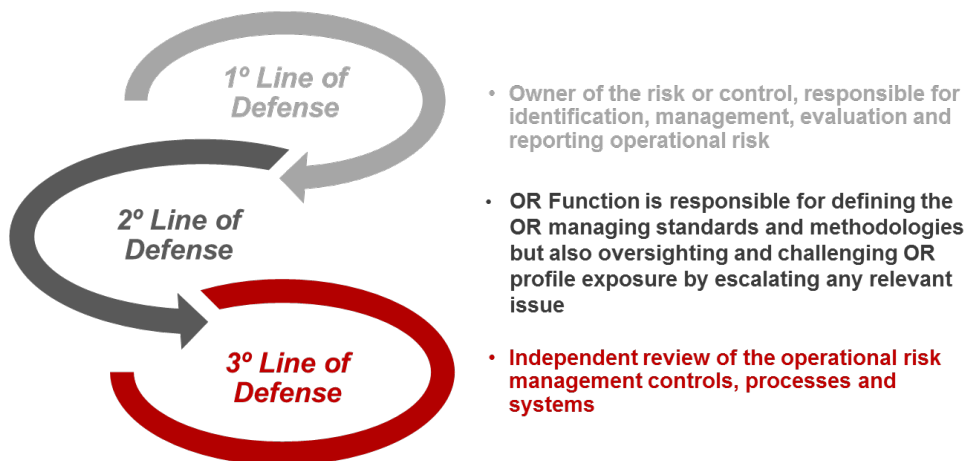 1º Line of
Defense
• Owner of the risk or control, responsible for
identification, management, evaluation and
reporting operational risk
2º Line of
Defense
• OR Function is responsible for defining the
OR managing standards and methodologies
but also oversighting and challenging OR
profile exposure by escalating any relevant
issue
3º Line of
Defense
• Independent review of the operational risk
management controls, processes and
systems